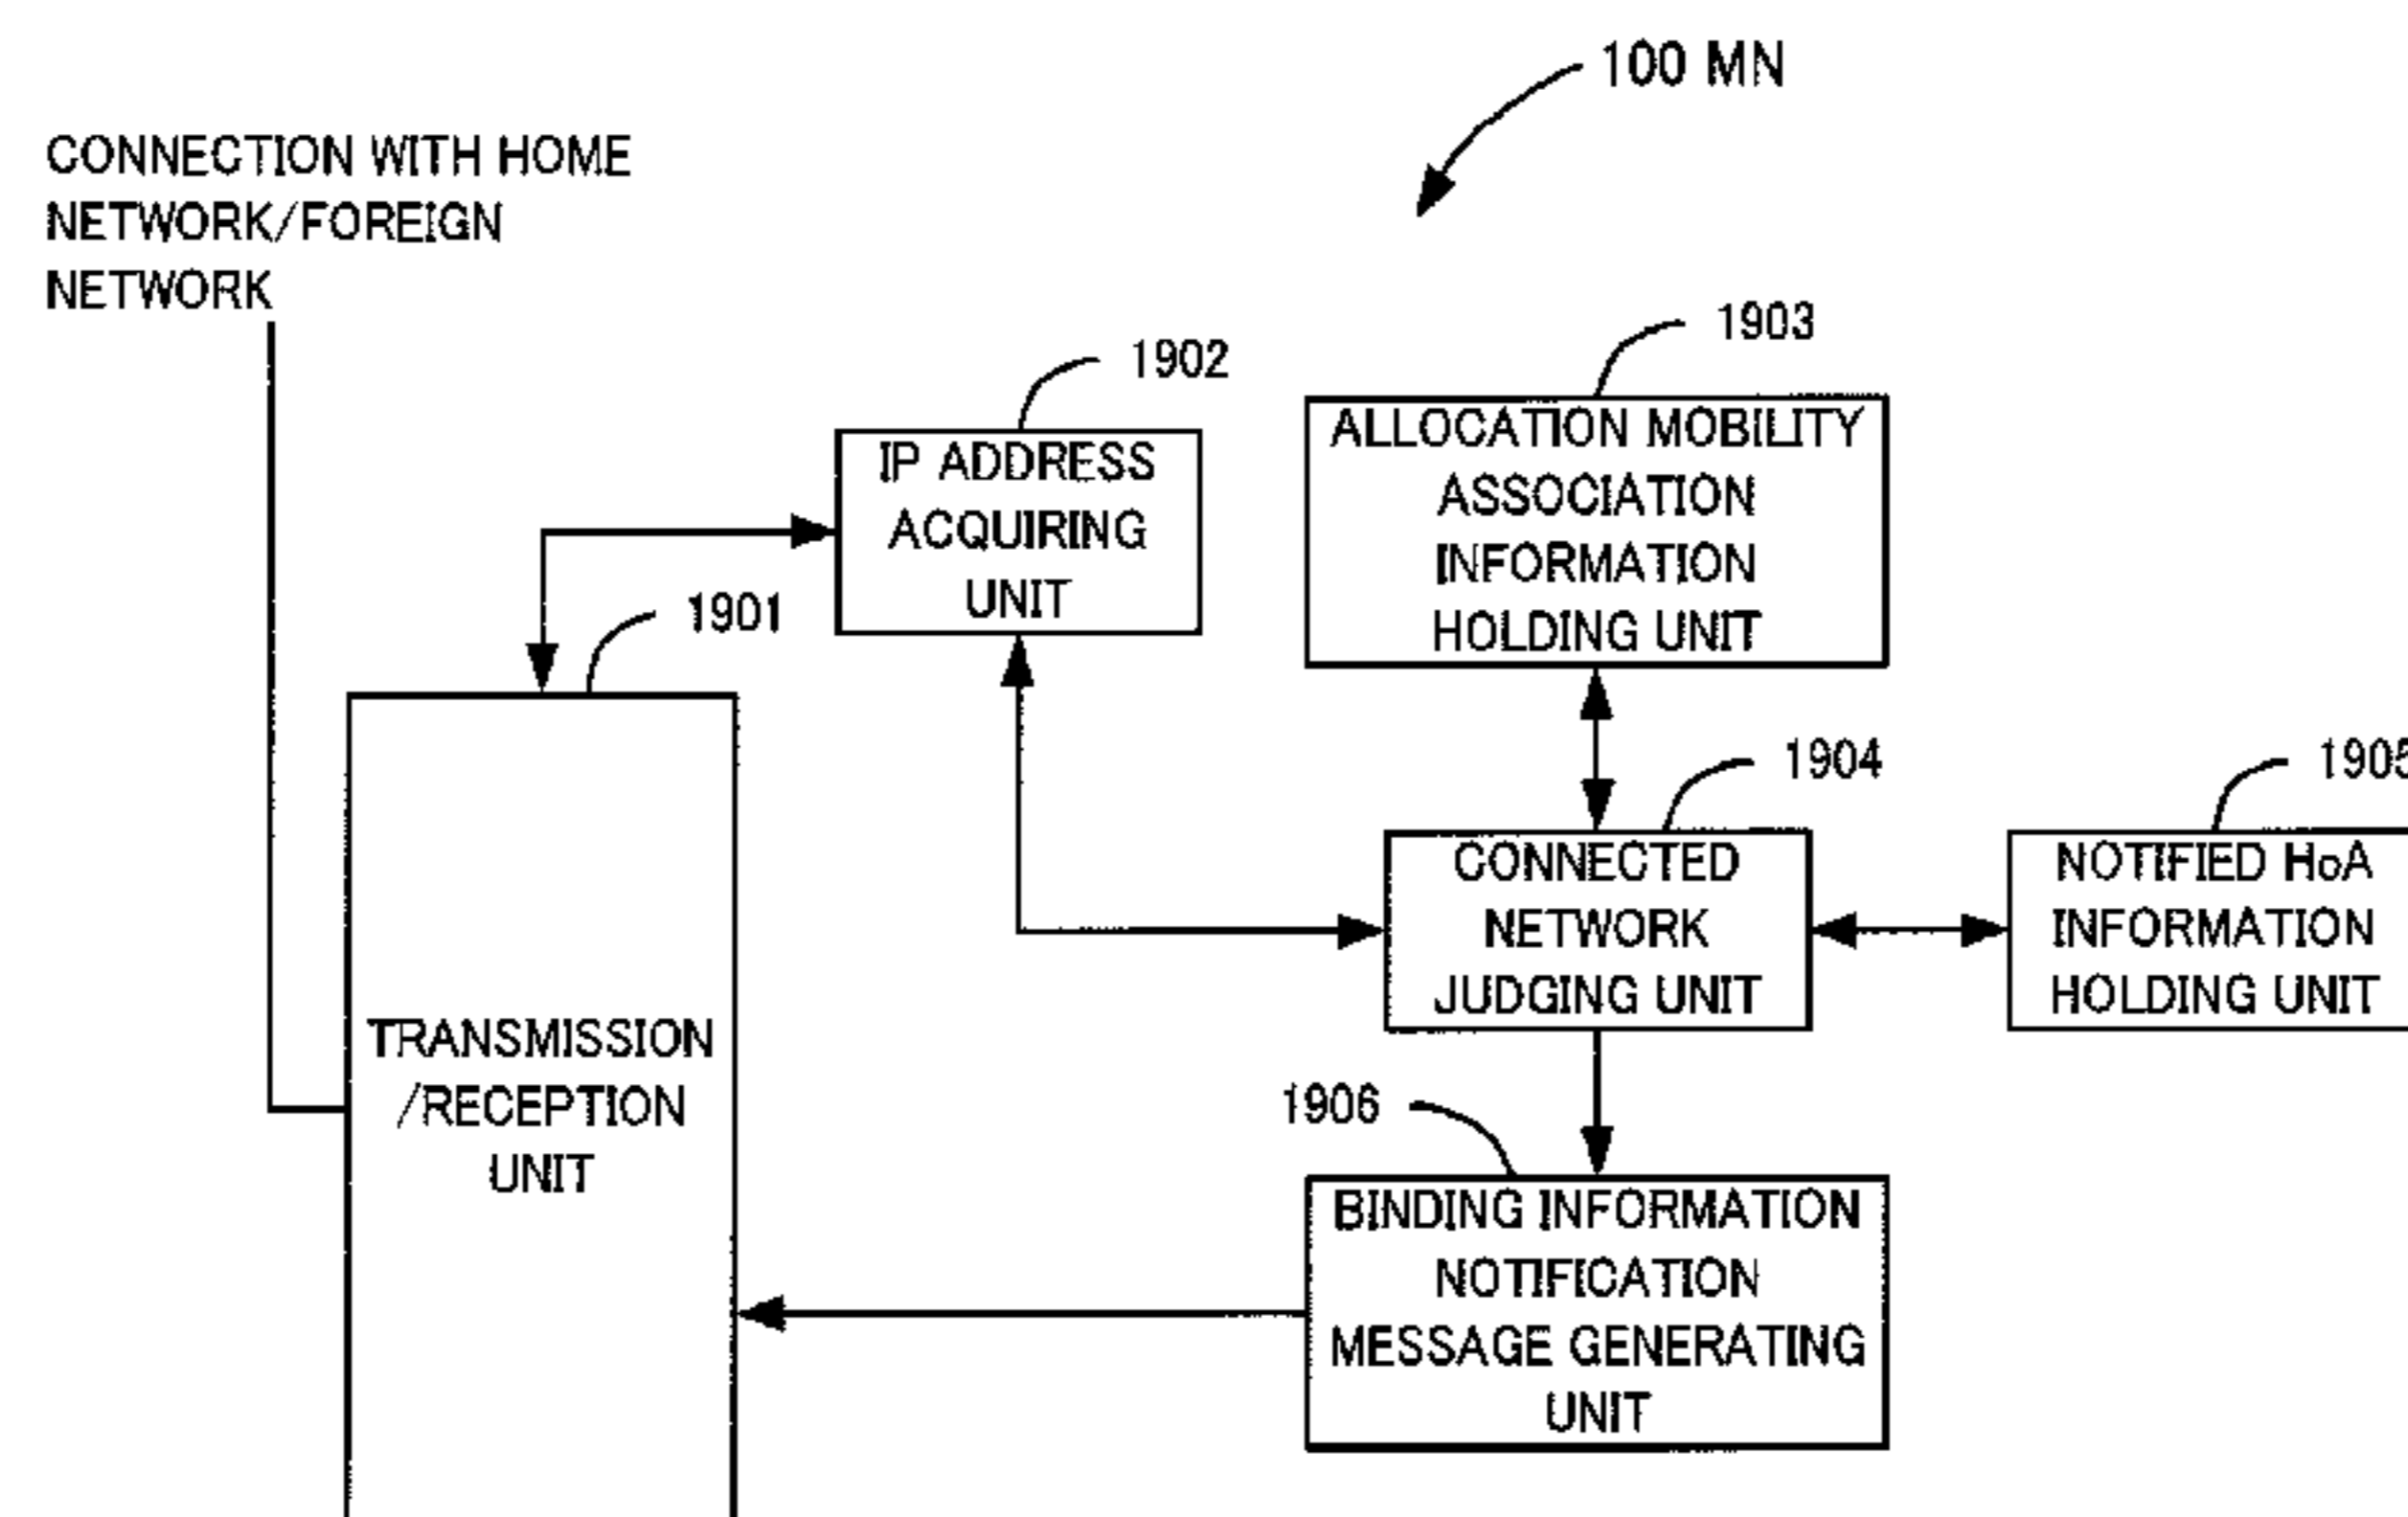 100 MN
CONNECTION WITH HOME
NETWORK/FOREIGN
NETWORK
1903
1902
ALLOCATION MOBILITY
ASSOCIATION
INFORMATION
HOLDING UNIT
IP ADDRESS
ACQUIRING
UNIT
1901
1904
1905
CONNECTED
NETWORK
JUDGING UNIT
NOTIFIED HoA
INFORMATION
HOLDING UNIT
TRANSMISSION
/RECEPTION
UNIT
1906
BINDING INFORMATION
NOTIFICATION
MESSAGE GENERATING
UNIT